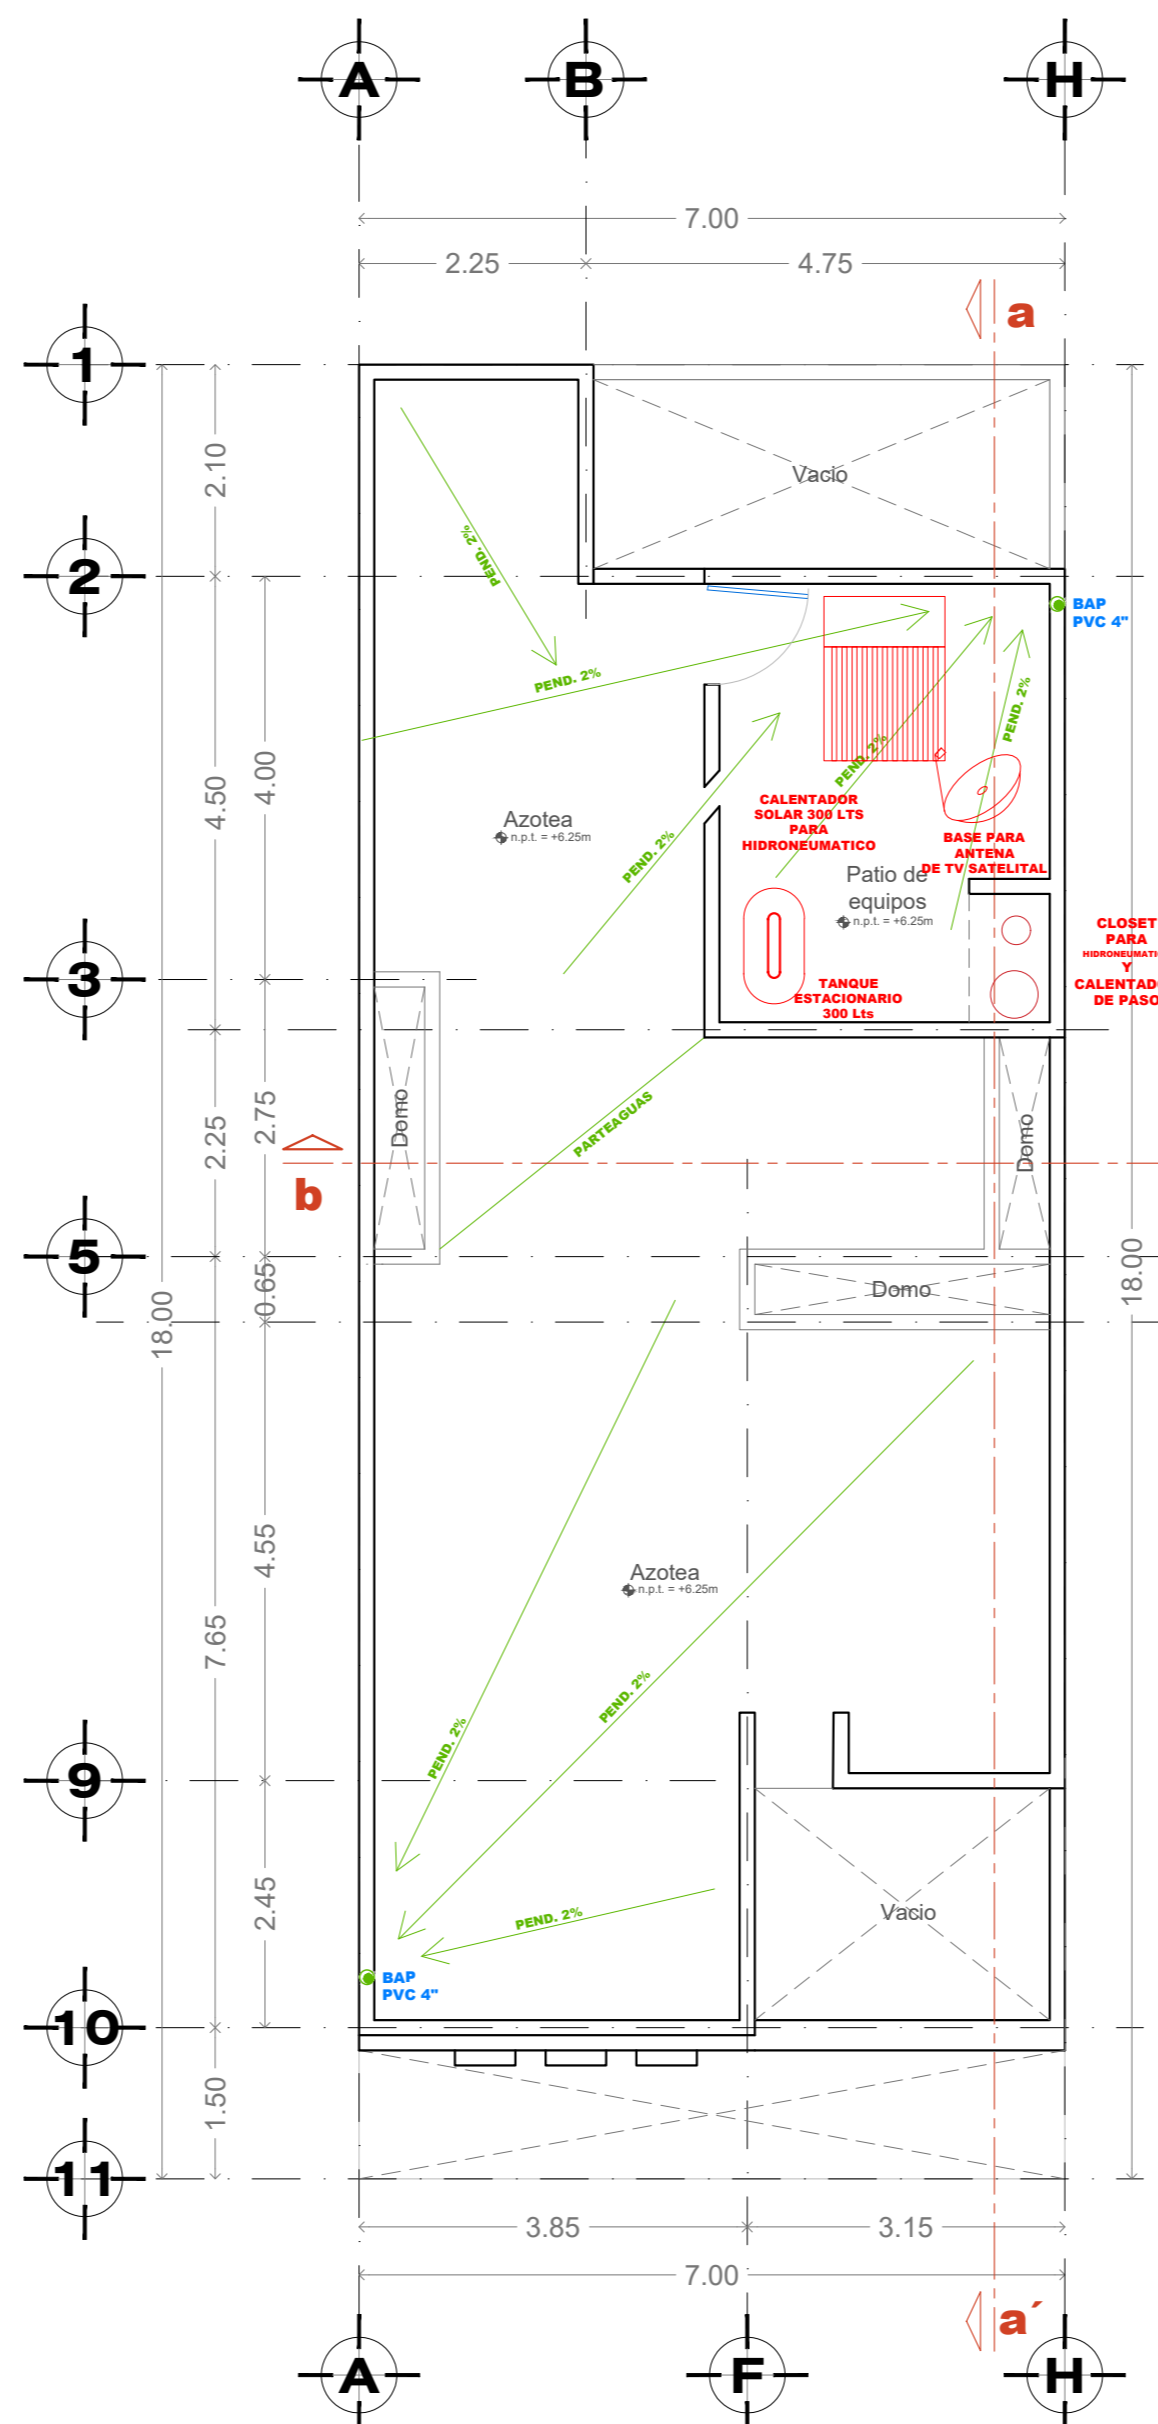 A
B
H
7.00
2.25
4.75
a
1
2.10
Vacio
2
PEND. 2%
BAP
PVC 4"
PEND. 2%
PEND. 2%
4.50
4.00
PEND. 2%
CALENTADOR
SOLAR 300 LTS
PARA
HIDRONEUMATICO
Azotea
n.p.t. = +6.25m
PEND. 2%
BASE PARA
ANTENA
DE TV SATELITAL
Patio de
equipos
n.p.t. = +6.25m
CLOSET
PARA
HIDRONEUMATIC
Y
CALENTADO
DE PASO
3
TANQUE
ESTACIONARIO
300 Lts
2.25
2.75
Domo
PARTEAGUAS
Domo
b
5
0.65
Domo
18.00
18.00
4.55
Azotea
n.p.t. = +6.25m
7.65
PEND. 2%
PEND. 2%
9
2.45
PEND. 2%
Vacio
BAP
PVC 4"
10
1.50
11
3.85
3.15
7.00
a´
A
F
H